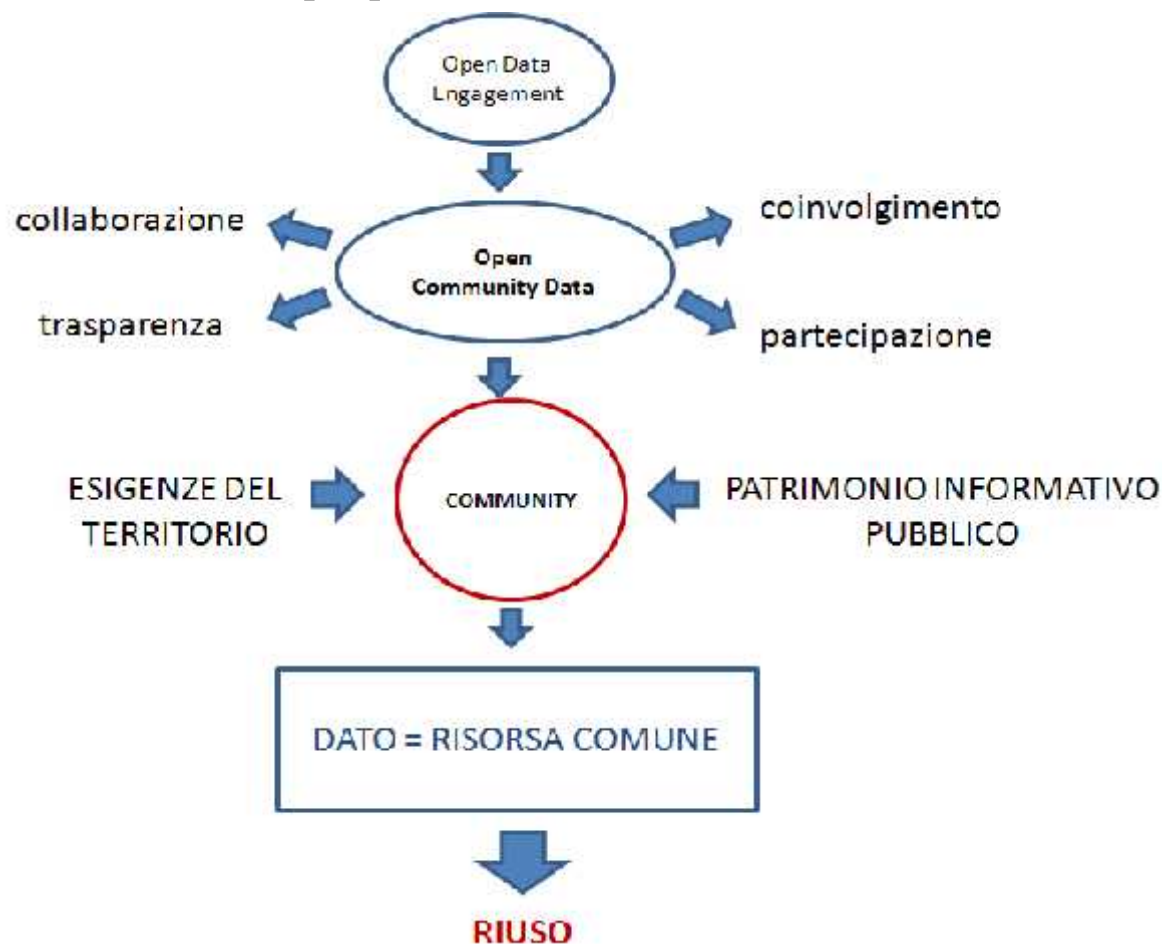 Open Data
Engagement
collaborazione
coinvolgimento
Open
Community Data
trasparenza
partecipazione
ESIGENZE DEL
TERRITORIO
COMMUNITY
PATRIMONIO INFORMATIVO
PUBBLICO
DATO = RISORSA COMUNE
RIUSO